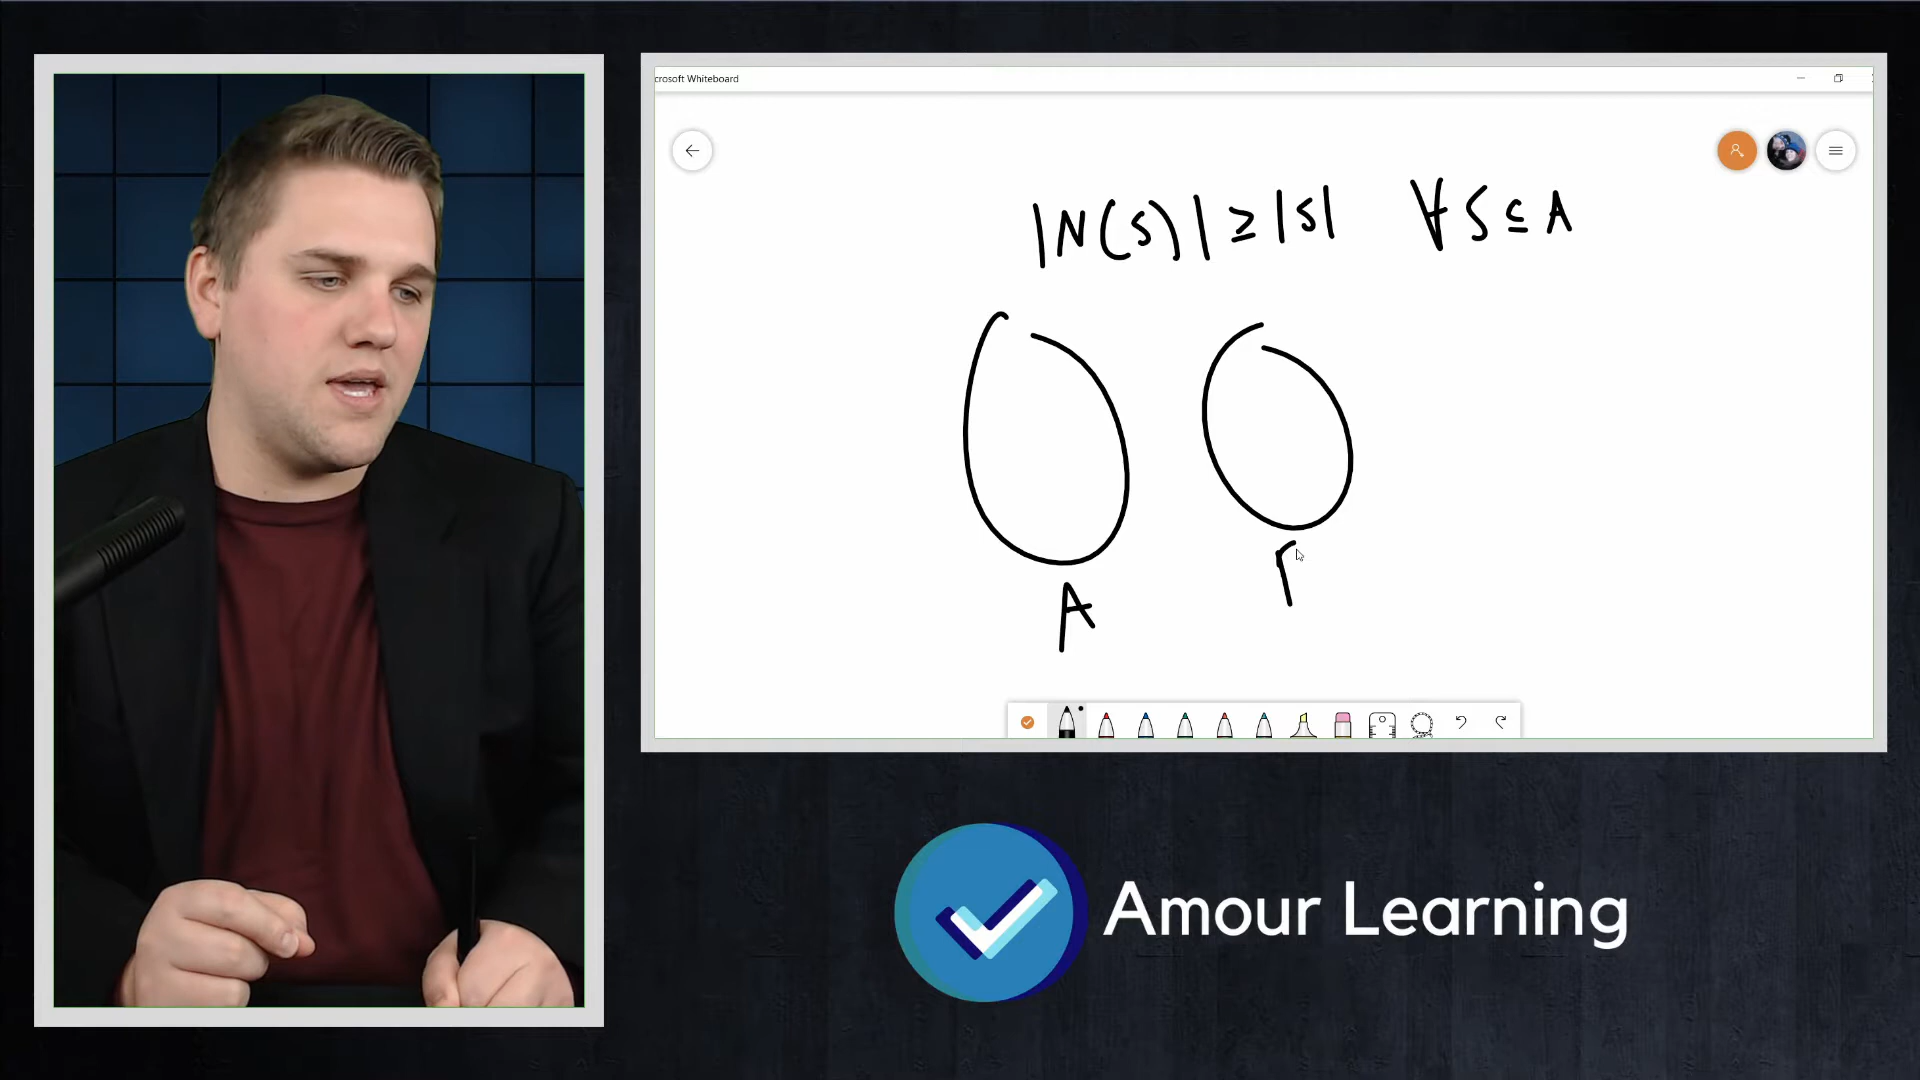 crosoft Whiteboard
|N(S)| ≥ |S| ∀ S ⊆ A
A
Amour Learning